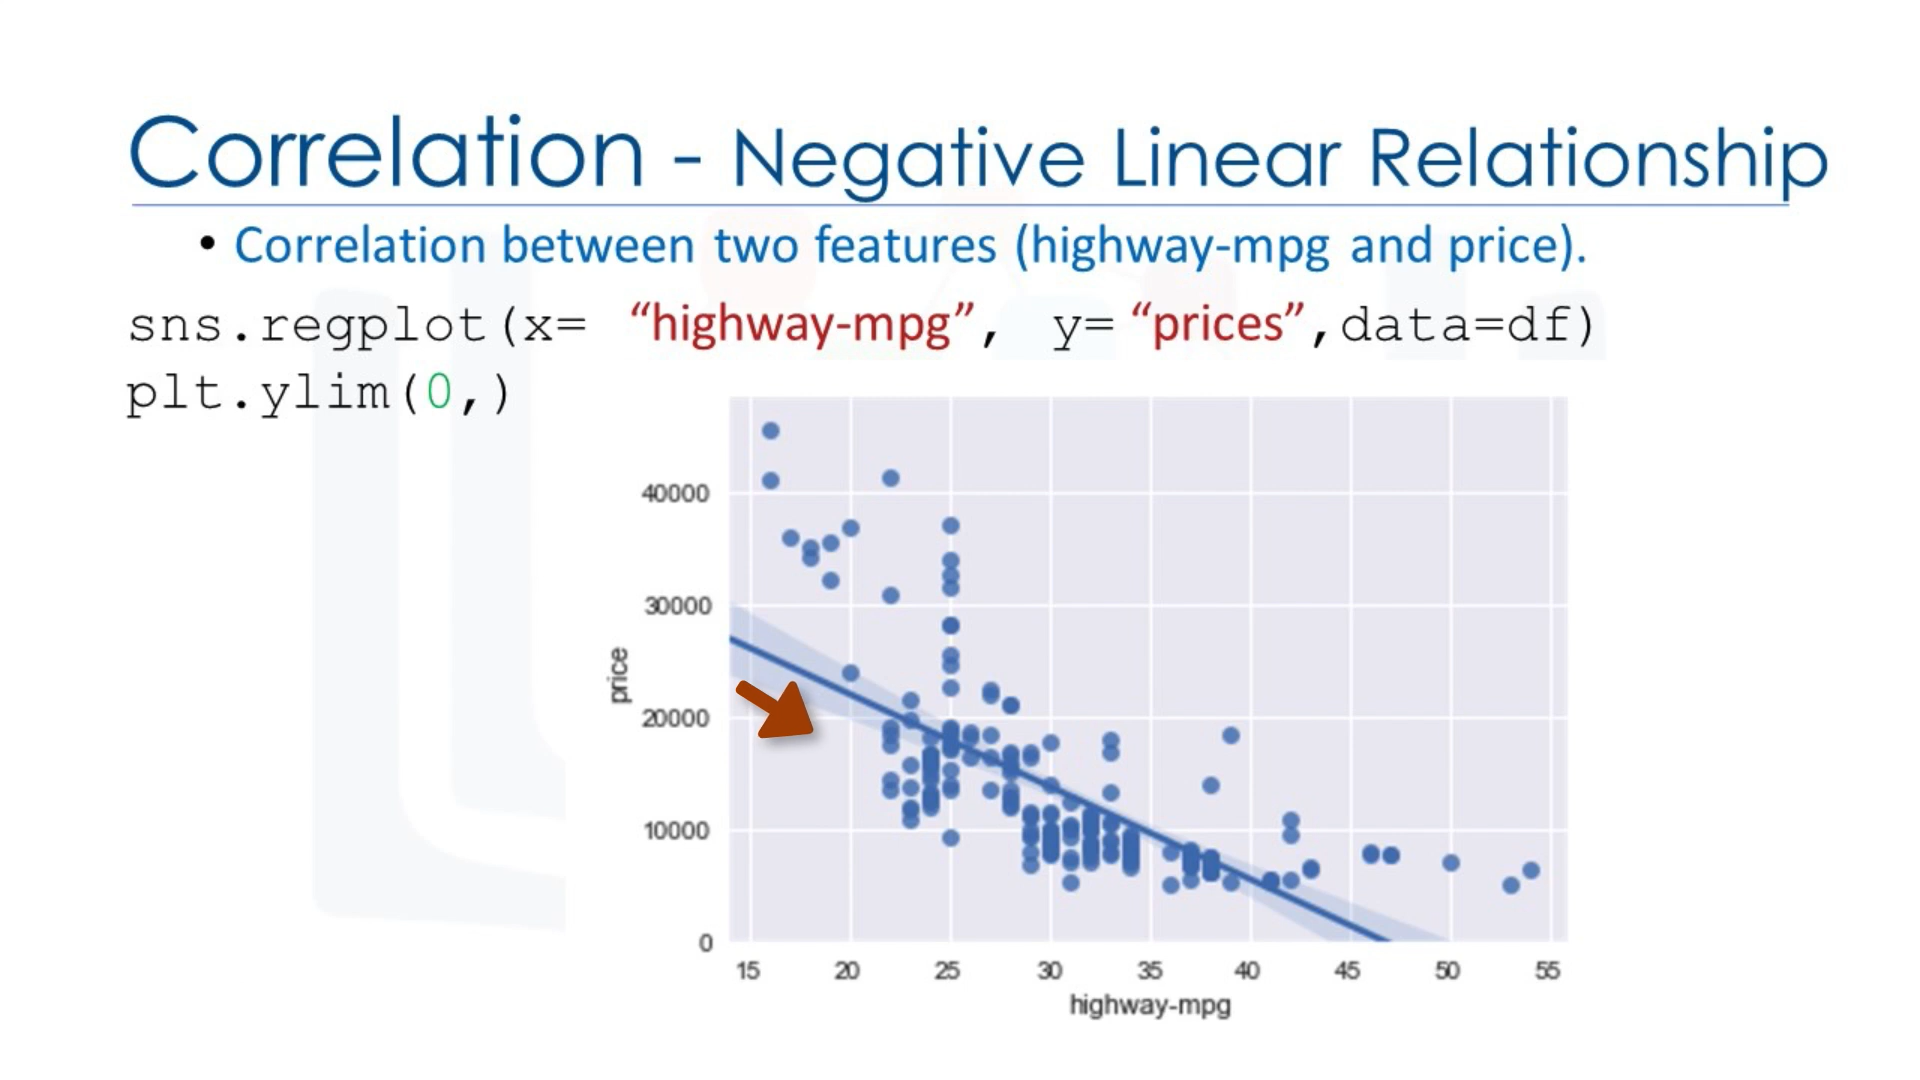 Correlation - Negative Linear Relationship
• Correlation between two features (highway-mpg and price).
sns.regplot(x= “highway-mpg”, y= “prices”,data=df)
plt.ylim(0,)
40000
30000
price
20000
10000
0
15 20 25 30 35 40 45 50 55
highway-mpg